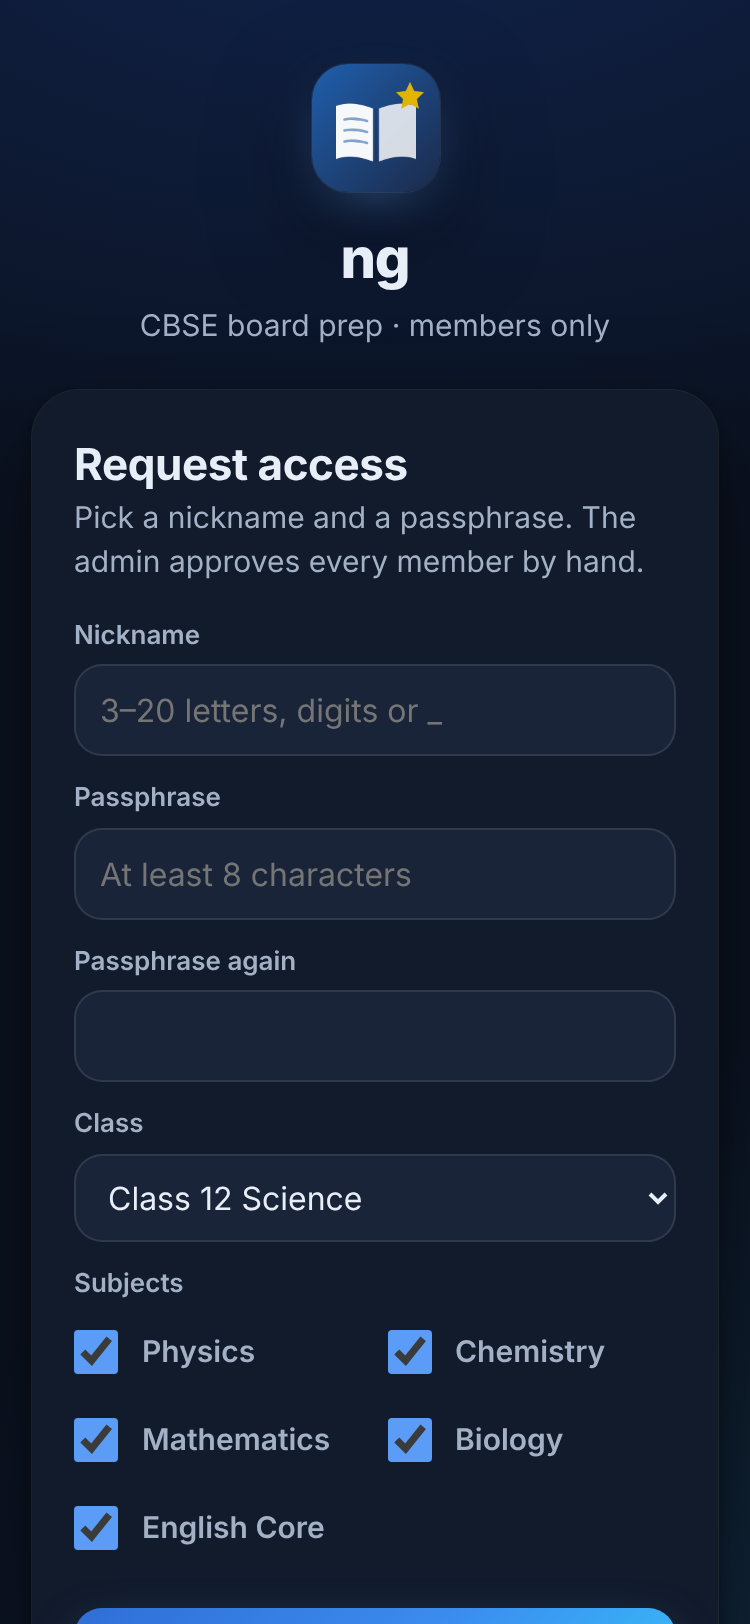 ng
CBSE board prep · members only
Request access
Pick a nickname and a passphrase. The
admin approves every member by hand.
Nickname
3–20 letters, digits or _
Passphrase
At least 8 characters
Passphrase again
Class
Class 12 Science
Subjects
Physics
Chemistry
Mathematics
Biology
English Core